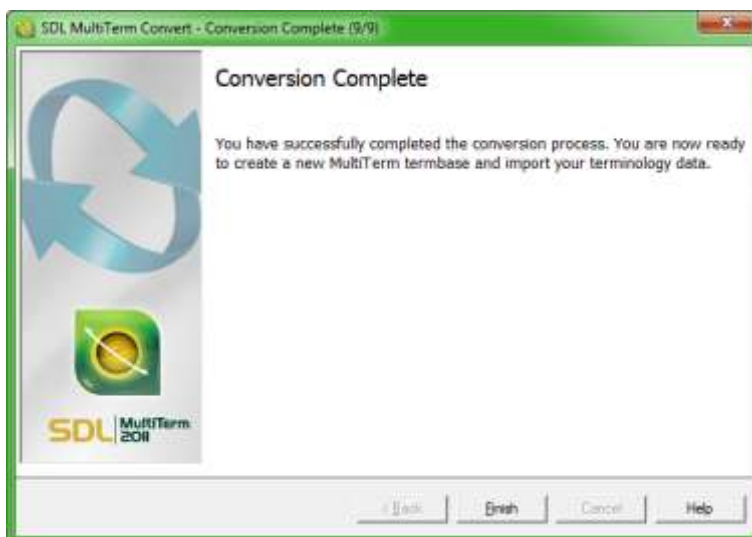 SDL MultiTerm Convert - Conversion Complete (9/9)
Conversion Complete
You have successfully completed the conversion process. You are now ready
to create a new MultiTerm termbase and import your terminology data.
SDL MultiTerm
2011
< Back Finish Cancel Help